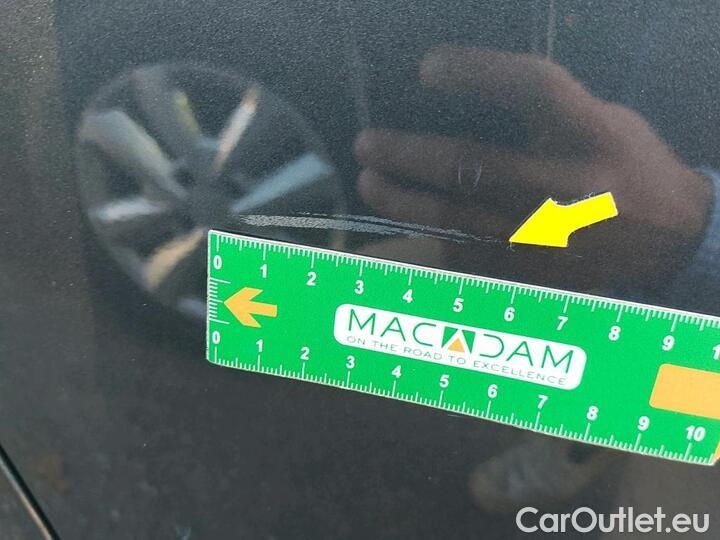 0 1 2 3 4 5 6 7 8 9 1
MACADAM
ON THE ROAD TO EXCELLENCE
0 1 2 3 4 5 6 7 8 9 10
CarOutlet.eu